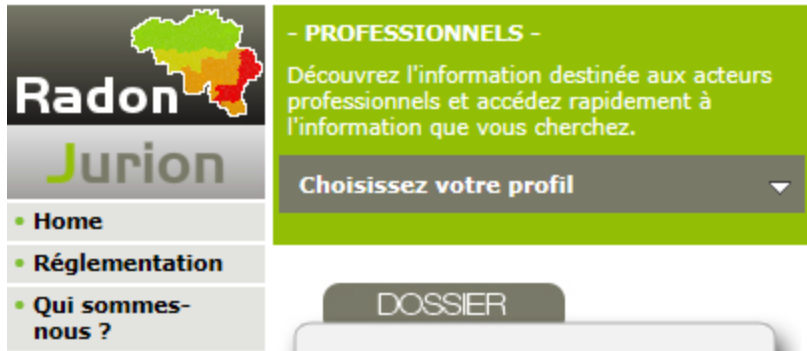 Radon
Jurion
• Home
• Réglementation
• Qui sommes-
nous ?
- PROFESSIONNELS -
Découvrez l'information destinée aux acteurs
professionnels et accédez rapidement à
l'information que vous cherchez.
Choisissez votre profil
DOSSIER